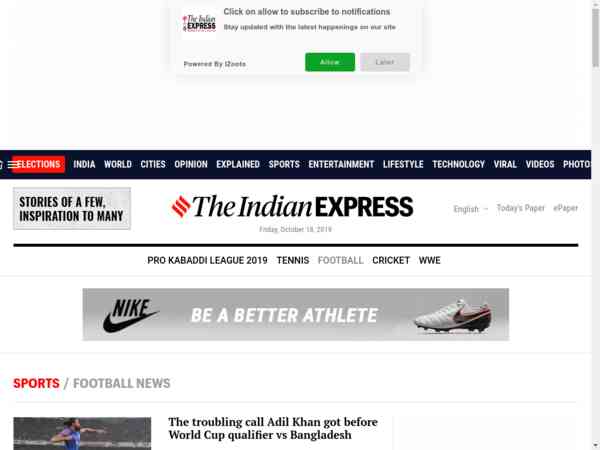 Click on allow to subscribe to notifications
The Indian
EXPRESS
Stay updated with the latest happenings on our site
Powered By iZooto
Allow
Later
ELECTIONS INDIA WORLD CITIES OPINION EXPLAINED SPORTS ENTERTAINMENT LIFESTYLE TECHNOLOGY VIRAL VIDEOS PHOTOS
STORIES OF A FEW,
INSPIRATION TO MANY
The Indian EXPRESS
English
Today's Paper
ePaper
Friday, October 18, 2019
PRO KABADDI LEAGUE 2019 TENNIS FOOTBALL CRICKET WWE
NIKE
BE A BETTER ATHLETE
SPORTS / FOOTBALL NEWS
The troubling call Adil Khan got before
World Cup qualifier vs Bangladesh